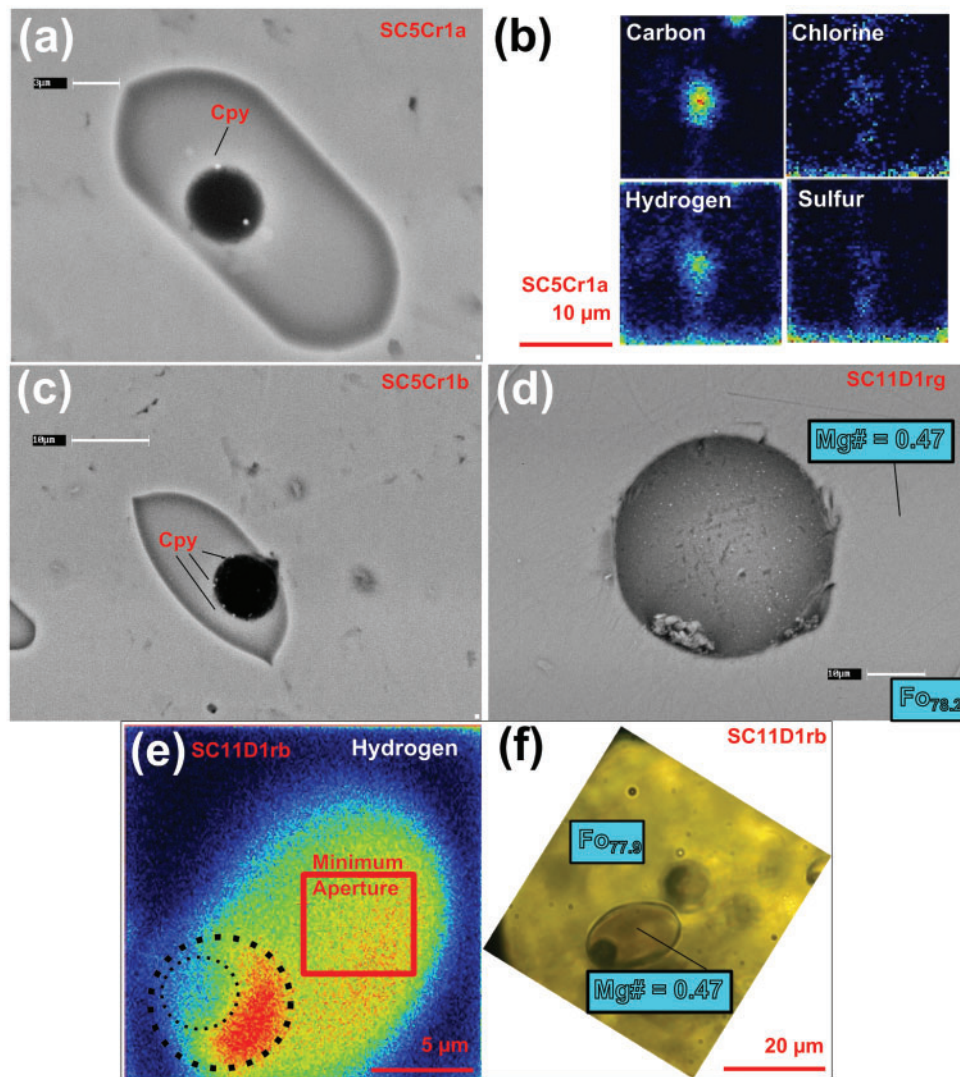 (a)
SC5Cr1a
3µm
Cpy
(b)
Carbon
Chlorine
Hydrogen
Sulfur
SC5Cr1a
10 µm
(c)
SC5Cr1b
10µm
Cpy
(d)
SC11D1rg
Mg# = 0.47
10µm
Fo78.2
(e)
SC11D1rb
Hydrogen
Minimum
Aperture
5 µm
(f)
SC11D1rb
Fo77.9
Mg# = 0.47
20 µm